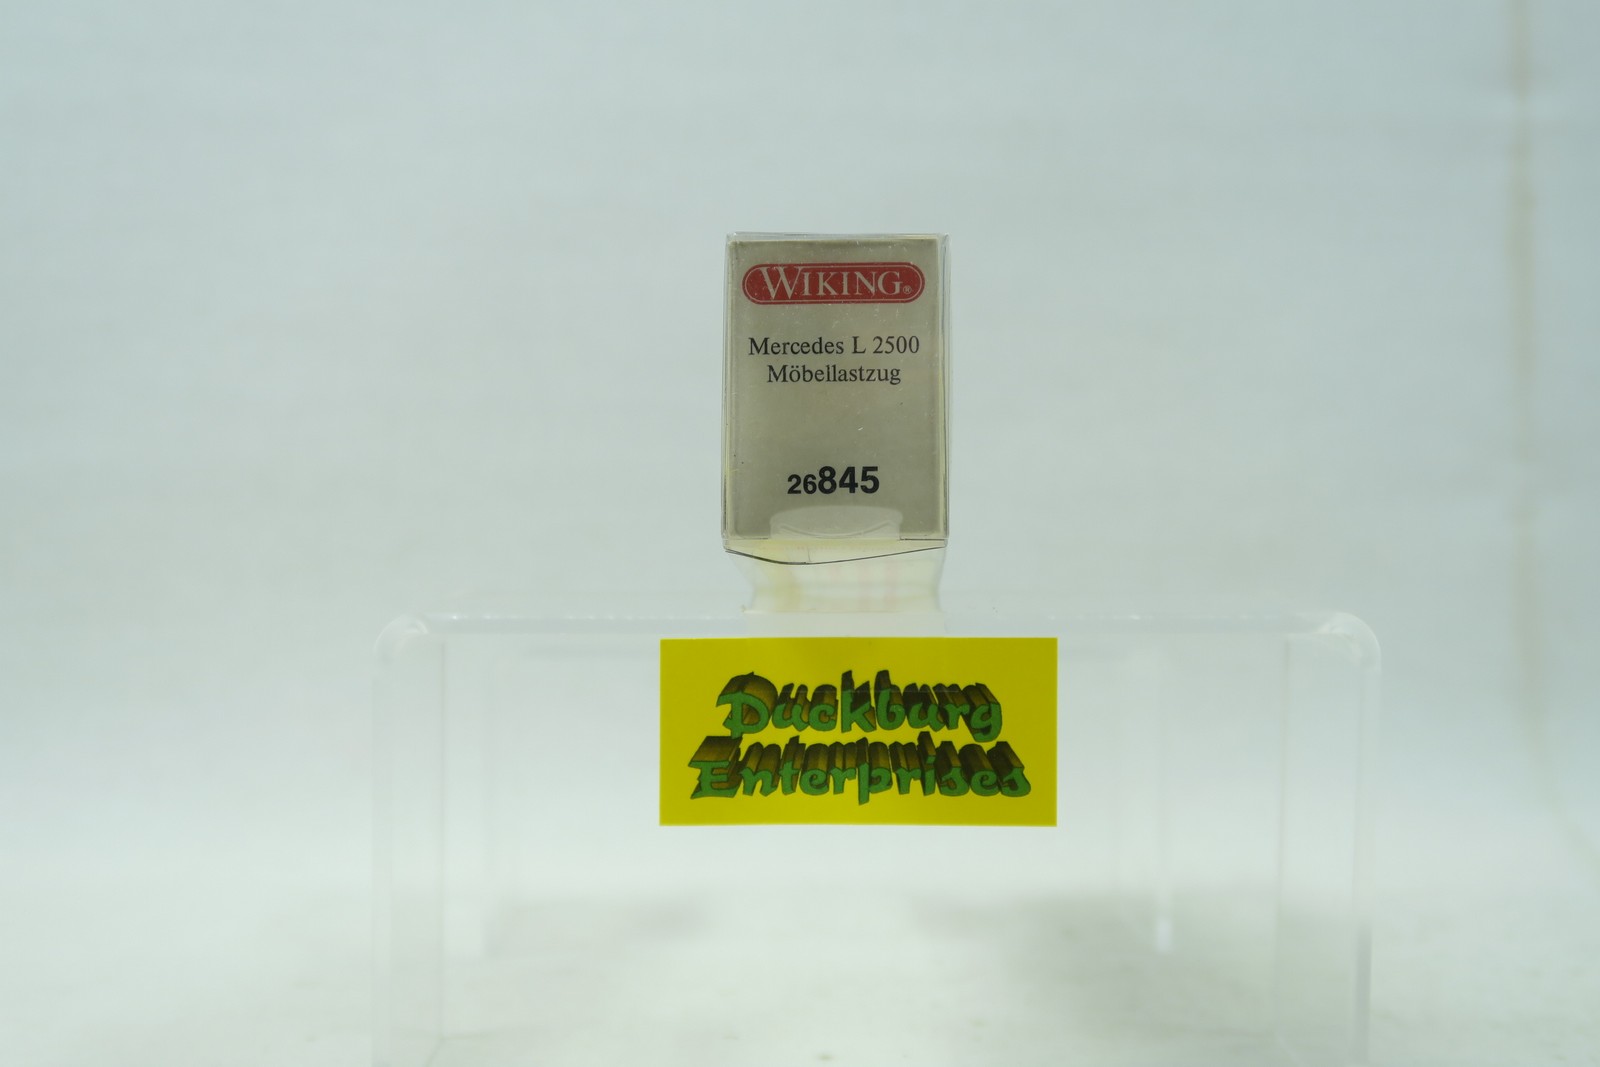 WIKING®
Mercedes L 2500
Möbellastzug
26845
Duckburg
Enterprises